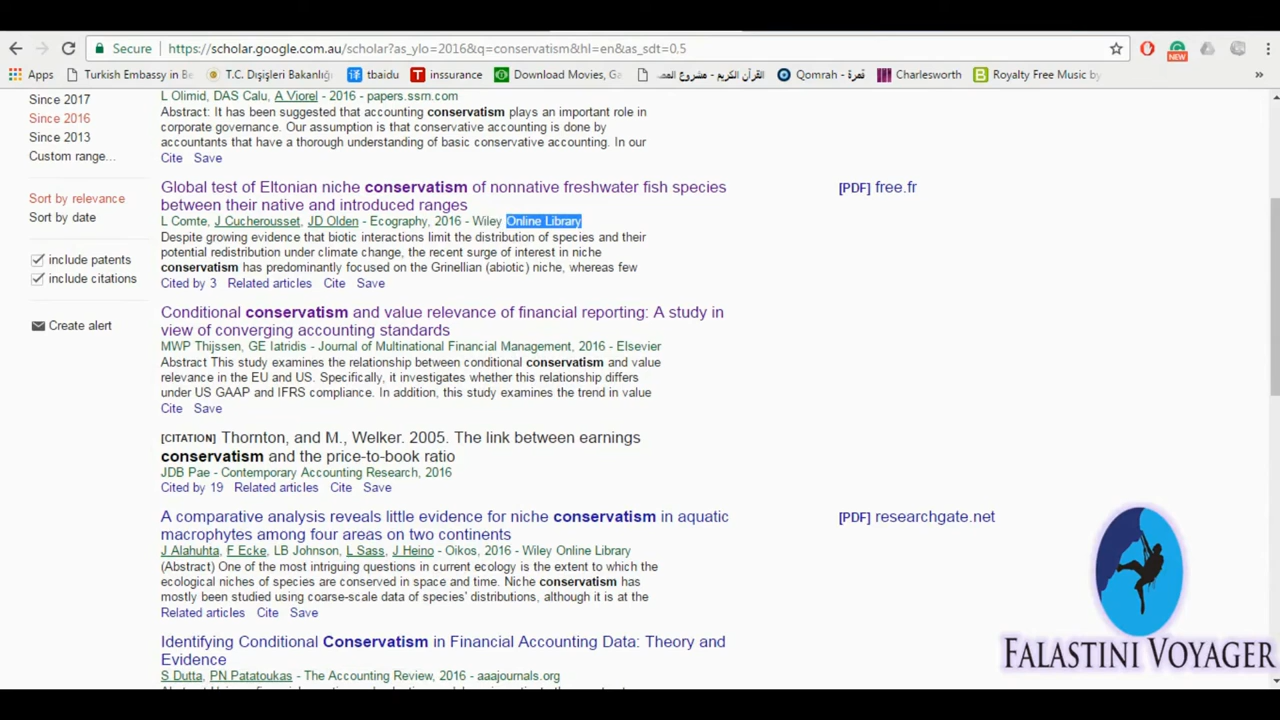 Secure
https://scholar.google.com.au/scholar?as_ylo=2016&q=conservatism&hl=en&as_sdt=0,5
NEW
Apps Turkish Embassy in Be T.C. Dışişleri Bakanlığı tbaidu inssurance Download Movies, Ga القرآن الكريم - مشروع المصـ Qomrah - قمرة Charlesworth Royalty Free Music by »
Since 2017
Since 2016
Since 2013
Custom range...
Sort by relevance
Sort by date
include patents
include citations
Create alert
L Olimid, DAS Calu, A Viorel - 2016 - papers.ssrn.com
Abstract: It has been suggested that accounting conservatism plays an important role in
corporate governance. Our assumption is that conservative accounting is done by
accountants that have a thorough understanding of basic conservative accounting. In our
Cite Save
Global test of Eltonian niche conservatism of nonnative freshwater fish species
between their native and introduced ranges
L Comte, J Cucherousset, JD Olden - Ecography, 2016 - Wiley Online Library
Despite growing evidence that biotic interactions limit the distribution of species and their
potential redistribution under climate change, the recent surge of interest in niche
conservatism has predominantly focused on the Grinellian (abiotic) niche, whereas few
Cited by 3 Related articles Cite Save
[PDF] free.fr
Conditional conservatism and value relevance of financial reporting: A study in
view of converging accounting standards
MWP Thijssen, GE Iatridis - Journal of Multinational Financial Management, 2016 - Elsevier
Abstract This study examines the relationship between conditional conservatism and value
relevance in the EU and US. Specifically, it investigates whether this relationship differs
under US GAAP and IFRS compliance. In addition, this study examines the trend in value
Cite Save
[CITATION] Thornton, and M., Welker. 2005. The link between earnings
conservatism and the price-to-book ratio
JDB Pae - Contemporary Accounting Research, 2016
Cited by 19 Related articles Cite Save
A comparative analysis reveals little evidence for niche conservatism in aquatic
macrophytes among four areas on two continents
J Alahuhta, F Ecke, LB Johnson, L Sass, J Heino - Oikos, 2016 - Wiley Online Library
(Abstract) One of the most intriguing questions in current ecology is the extent to which the
ecological niches of species are conserved in space and time. Niche conservatism has
mostly been studied using coarse-scale data of species' distributions, although it is at the
Related articles Cite Save
[PDF] researchgate.net
Identifying Conditional Conservatism in Financial Accounting Data: Theory and
Evidence
S Dutta, PN Patatoukas - The Accounting Review, 2016 - aaajournals.org
FALASTINI VOYAGER